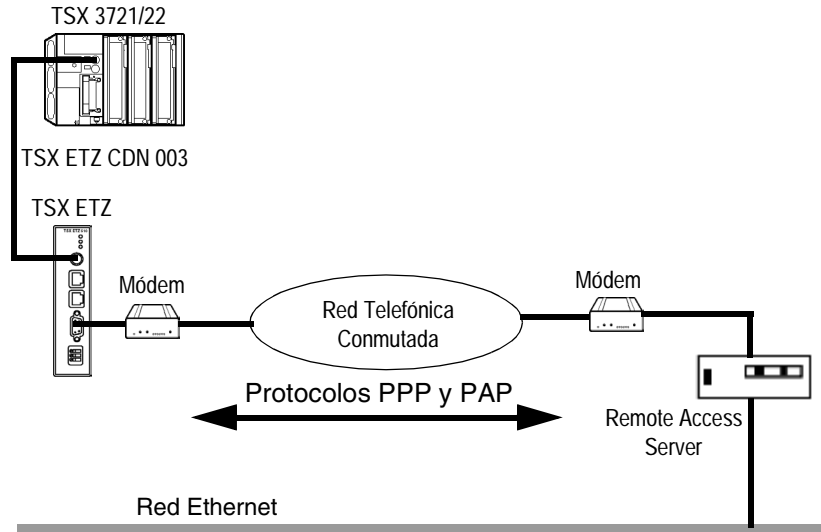 TSX 3721/22
TSX ETZ CDN 003
TSX ETZ
Módem
Red Telefónica
Conmutada
Módem
Protocolos PPP y PAP
Remote Access
Server
Red Ethernet